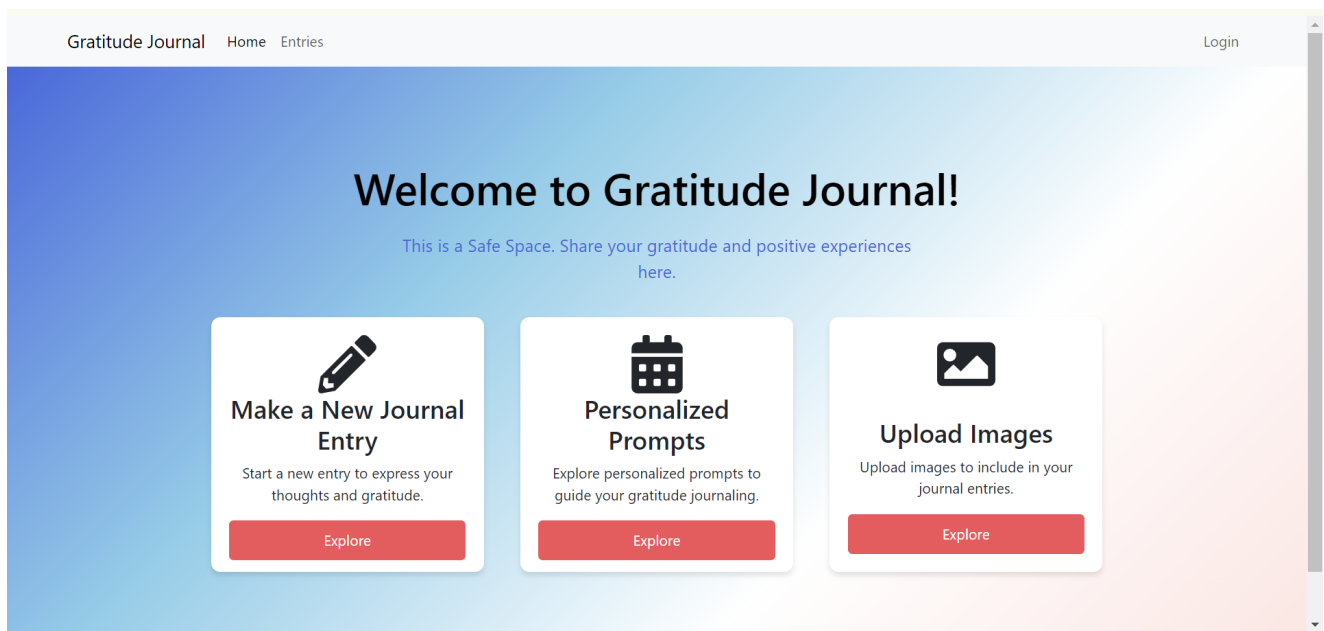 Gratitude Journal Home Entries Login
Welcome to Gratitude Journal!
This is a Safe Space. Share your gratitude and positive experiences
here.
Make a New Journal
Entry
Start a new entry to express your
thoughts and gratitude.
Explore
Personalized
Prompts
Explore personalized prompts to
guide your gratitude journaling.
Explore
Upload Images
Upload images to include in your
journal entries.
Explore